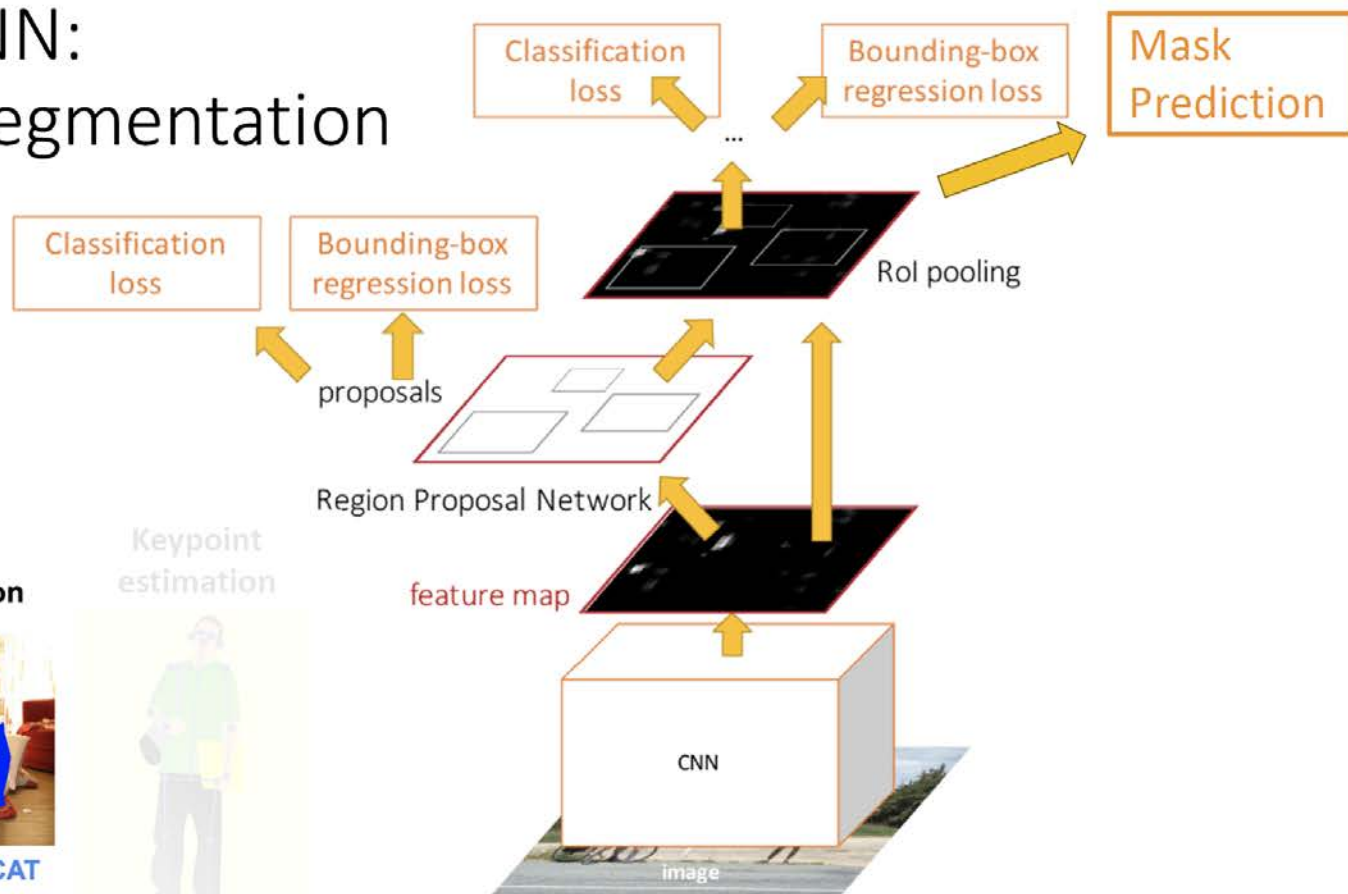 NN:
egmentation
Classification
loss
Bounding-box
regression loss
Mask
Prediction
...
Classification
loss
Bounding-box
regression loss
RoI pooling
proposals
Region Proposal Network
Keypoint
estimation
on
feature map
CNN
image
CAT